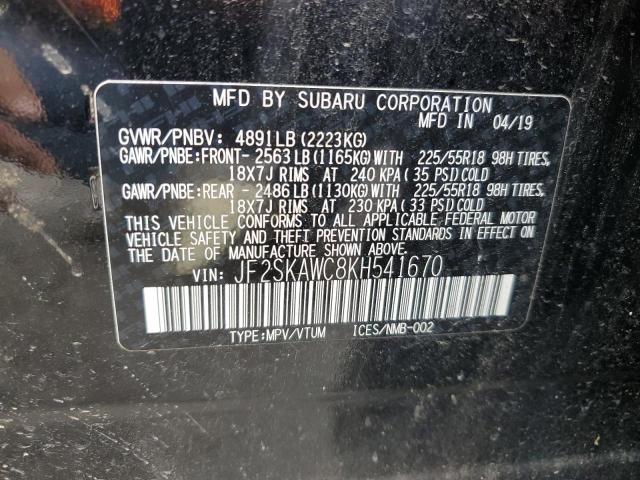 MFD BY SUBARU CORPORATION
MFD IN 04/19
GVWR/PNBV: 4891LB(2223KG)
GAWR/PNBE:FRONT- 2563LB(1165KG)WITH 225/55R18 98H TIRES,
18X7J RIMS AT 240 KPA(35 PSI)COLD
GAWR/PNBE:REAR - 2486LB(1130KG)WITH 225/55R18 98H TIRES,
18X7J RIMS AT 230 KPA(33 PSI)COLD
THIS VEHICLE CONFORMS TO ALL APPLICABLE FEDERAL MOTOR
VEHICLE SAFETY AND THEFT PREVENTION STANDARDS IN EFFECT
ON THE DATE OF MANUFACTURE SHOWN ABOVE.
VIN: JF2SKAWC8KH541670
TYPE:MPV/VTUM ICES/NMB-002